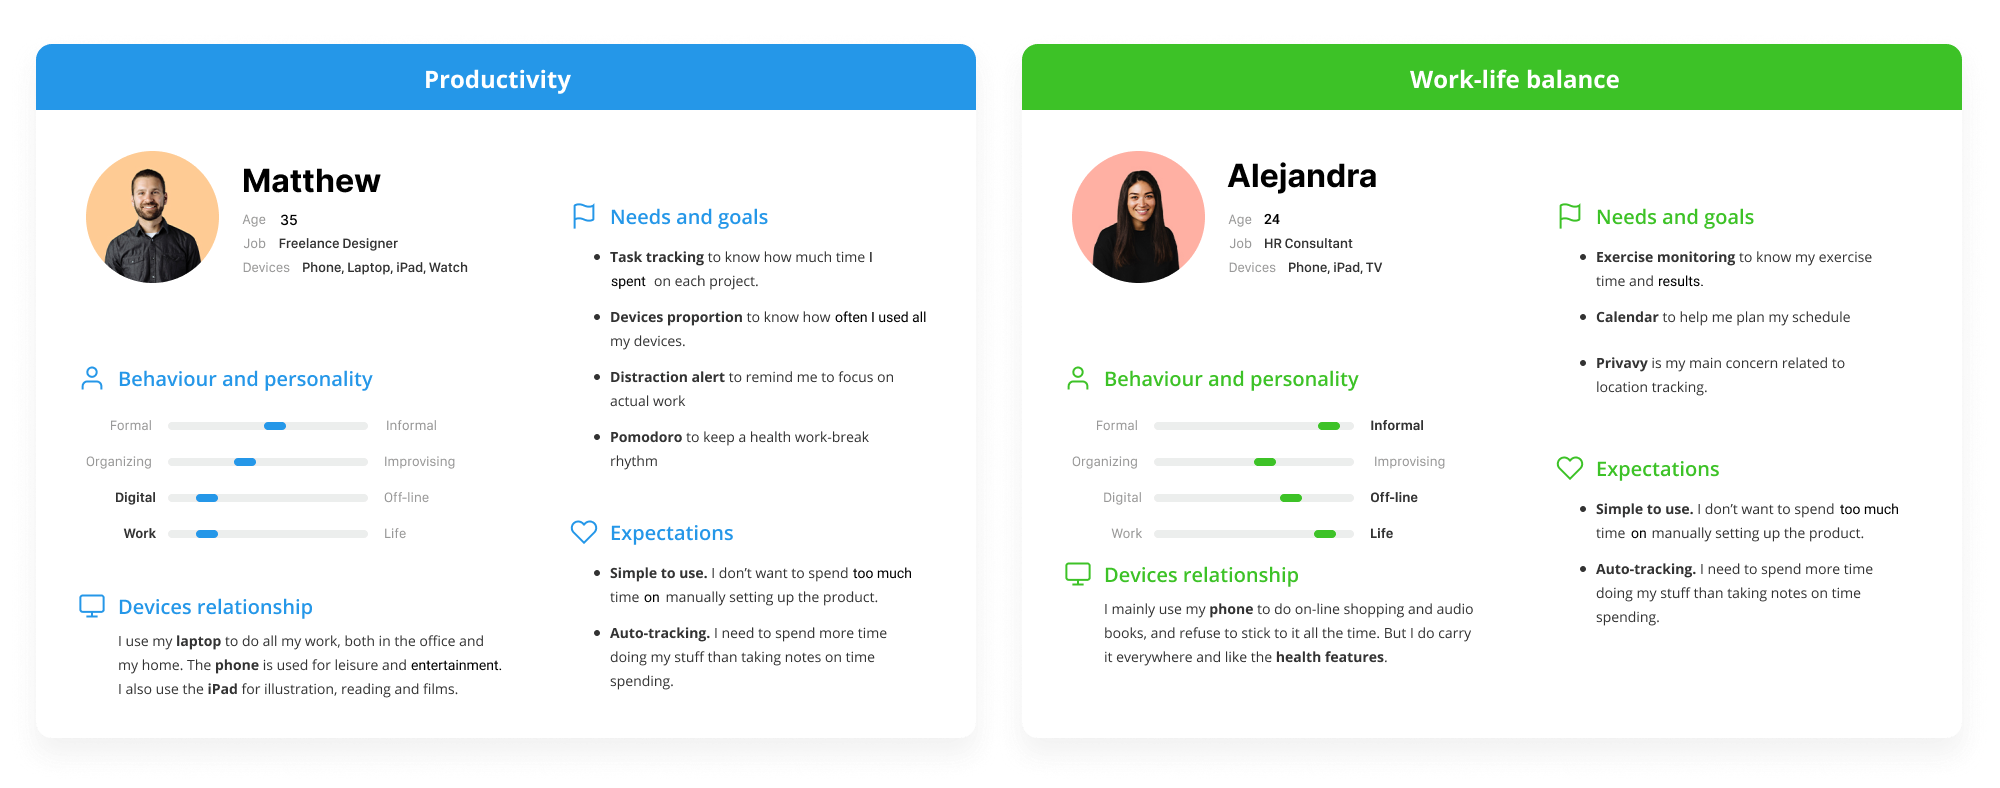 Productivity
Matthew
Age 35
Job Freelance Designer
Devices Phone, Laptop, iPad, Watch
Behaviour and personality
Formal Informal
Organizing Improvising
Digital Off-line
Work Life
Devices relationship
I use my laptop to do all my work, both in the office and
my home. The phone is used for leisure and entertainment.
I also use the iPad for illustration, reading and films.
Needs and goals
Task tracking to know how much time I
spent on each project.
Devices proportion to know how often I used all
my devices.
Distraction alert to remind me to focus on
actual work
Pomodoro to keep a health work-break
rhythm
Expectations
Simple to use. I don’t want to spend too much
time on manually setting up the product.
Auto-tracking. I need to spend more time
doing my stuff than taking notes on time
spending.
Work-life balance
Alejandra
Age 24
Job HR Consultant
Devices Phone, iPad, TV
Behaviour and personality
Formal Informal
Organizing Improvising
Digital Off-line
Work Life
Devices relationship
I mainly use my phone to do on-line shopping and audio
books, and refuse to stick to it all the time. But I do carry
it everywhere and like the health features.
Needs and goals
Exercise monitoring to know my exercise
time and results.
Calendar to help me plan my schedule
Privavy is my main concern related to
location tracking.
Expectations
Simple to use. I don’t want to spend too much
time on manually setting up the product.
Auto-tracking. I need to spend more time
doing my stuff than taking notes on time
spending.